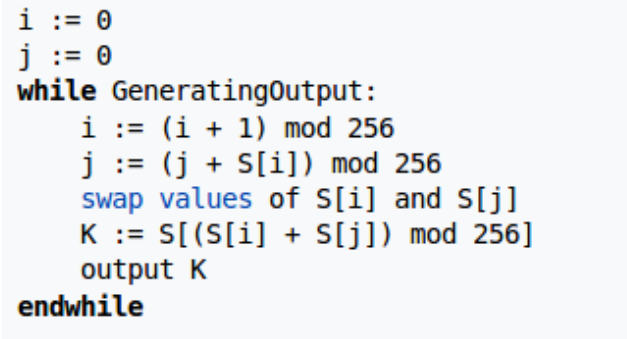 i := 0
j := 0
while GeneratingOutput:
    i := (i + 1) mod 256
    j := (j + S[i]) mod 256
    swap values of S[i] and S[j]
    K := S[(S[i] + S[j]) mod 256]
    output K
endwhile